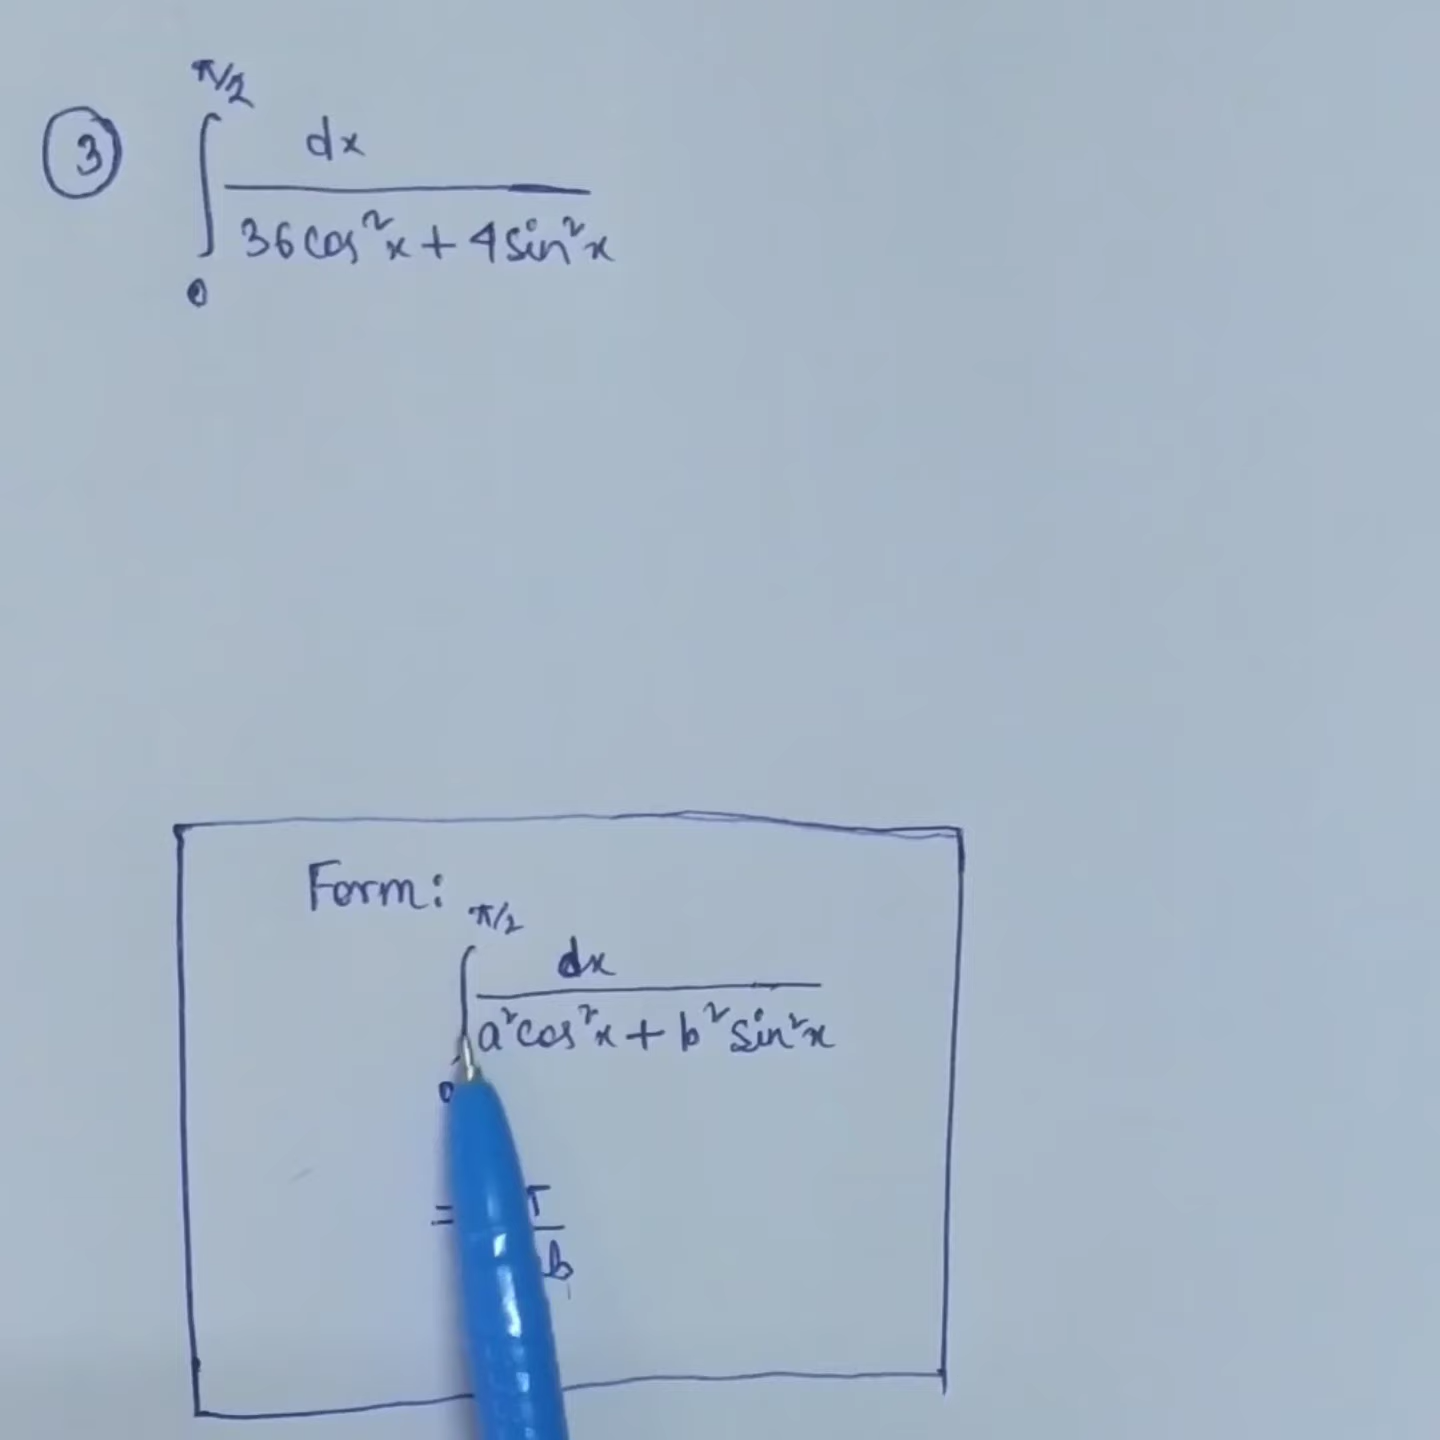 ③ ∫₀^{π/2} dx / (36cos²x + 4sin²x)
Form:
∫₀^{π/2} dx / (a²cos²x + b²sin²x)
=
b